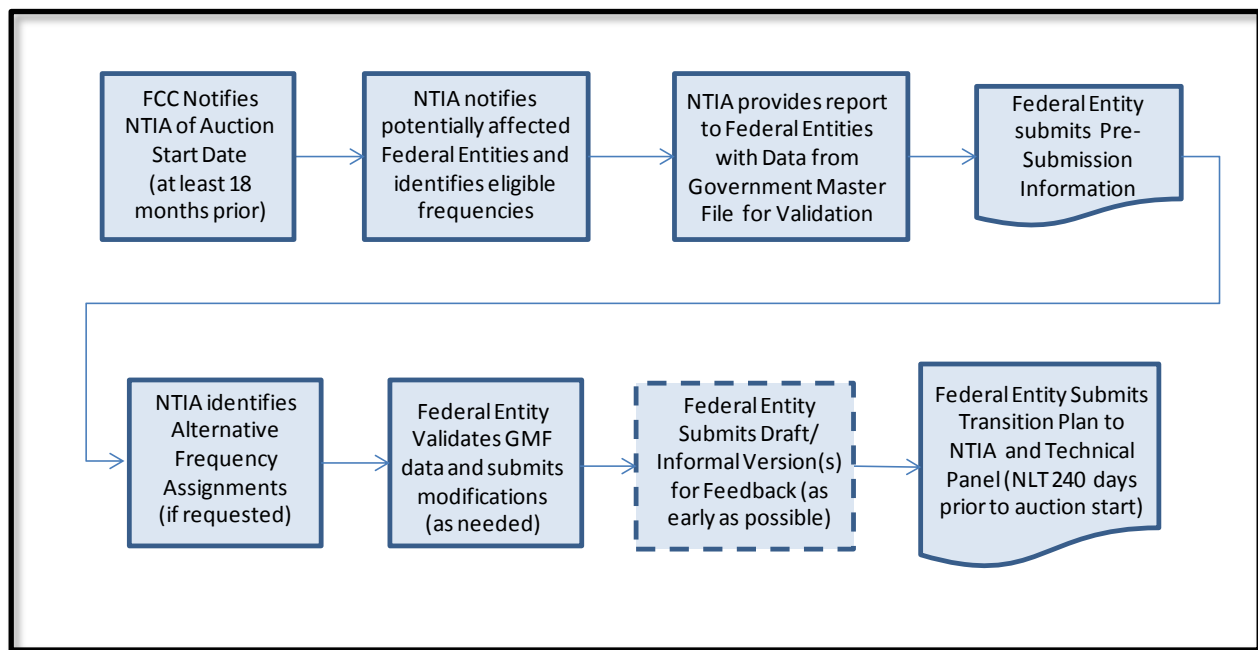 FCC Notifies
NTIA of Auction
Start Date
(at least 18
months prior)
NTIA notifies
potentially affected
Federal Entities and
identifies eligible
frequencies
NTIA provides report
to Federal Entities
with Data from
Government Master
File for Validation
Federal Entity
submits Pre-
Submission
Information
NTIA identifies
Alternative
Frequency
Assignments
(if requested)
Federal Entity
Validates GMF
data and submits
modifications
(as needed)
Federal Entity
Submits Draft/
Informal Version(s)
for Feedback (as
early as possible)
Federal Entity Submits
Transition Plan to
NTIA and Technical
Panel (NLT 240 days
prior to auction start)